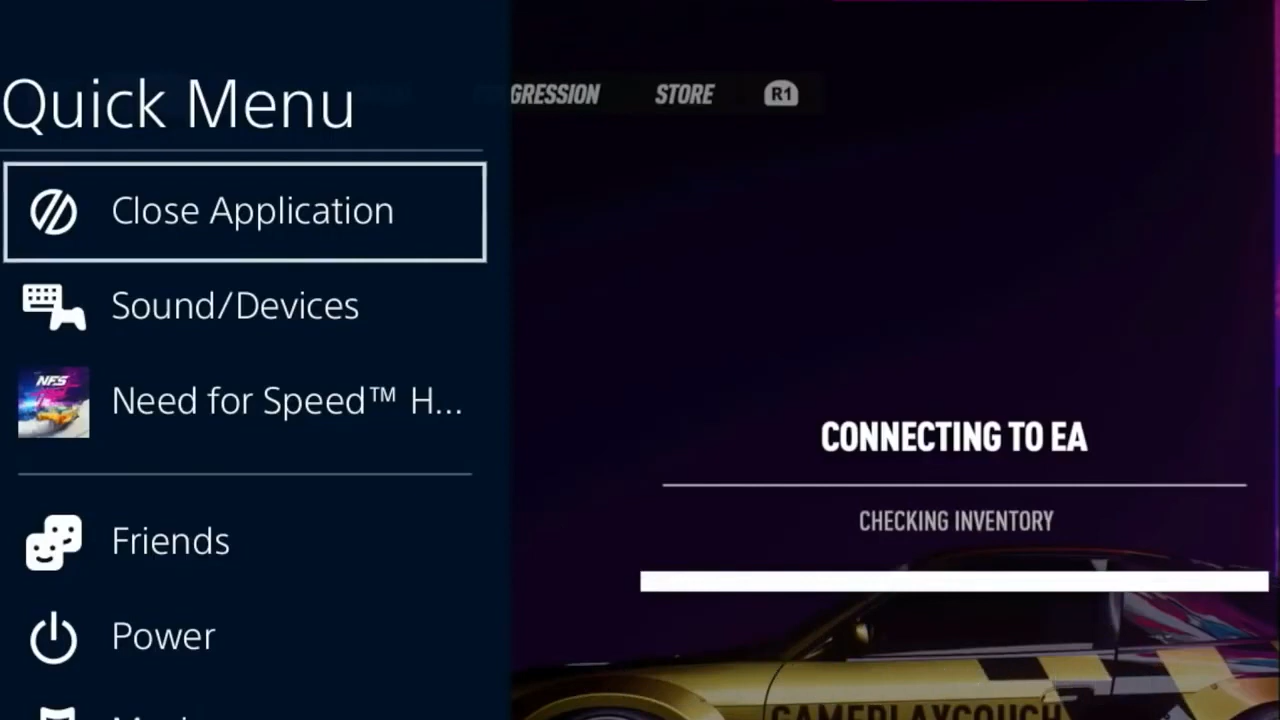 Quick Menu
GRESSION
STORE
R1
Close Application
Sound/Devices
NFS
Need for Speed™ H...
CONNECTING TO EA
CHECKING INVENTORY
Friends
Power
GAMEPLAYCOUCH